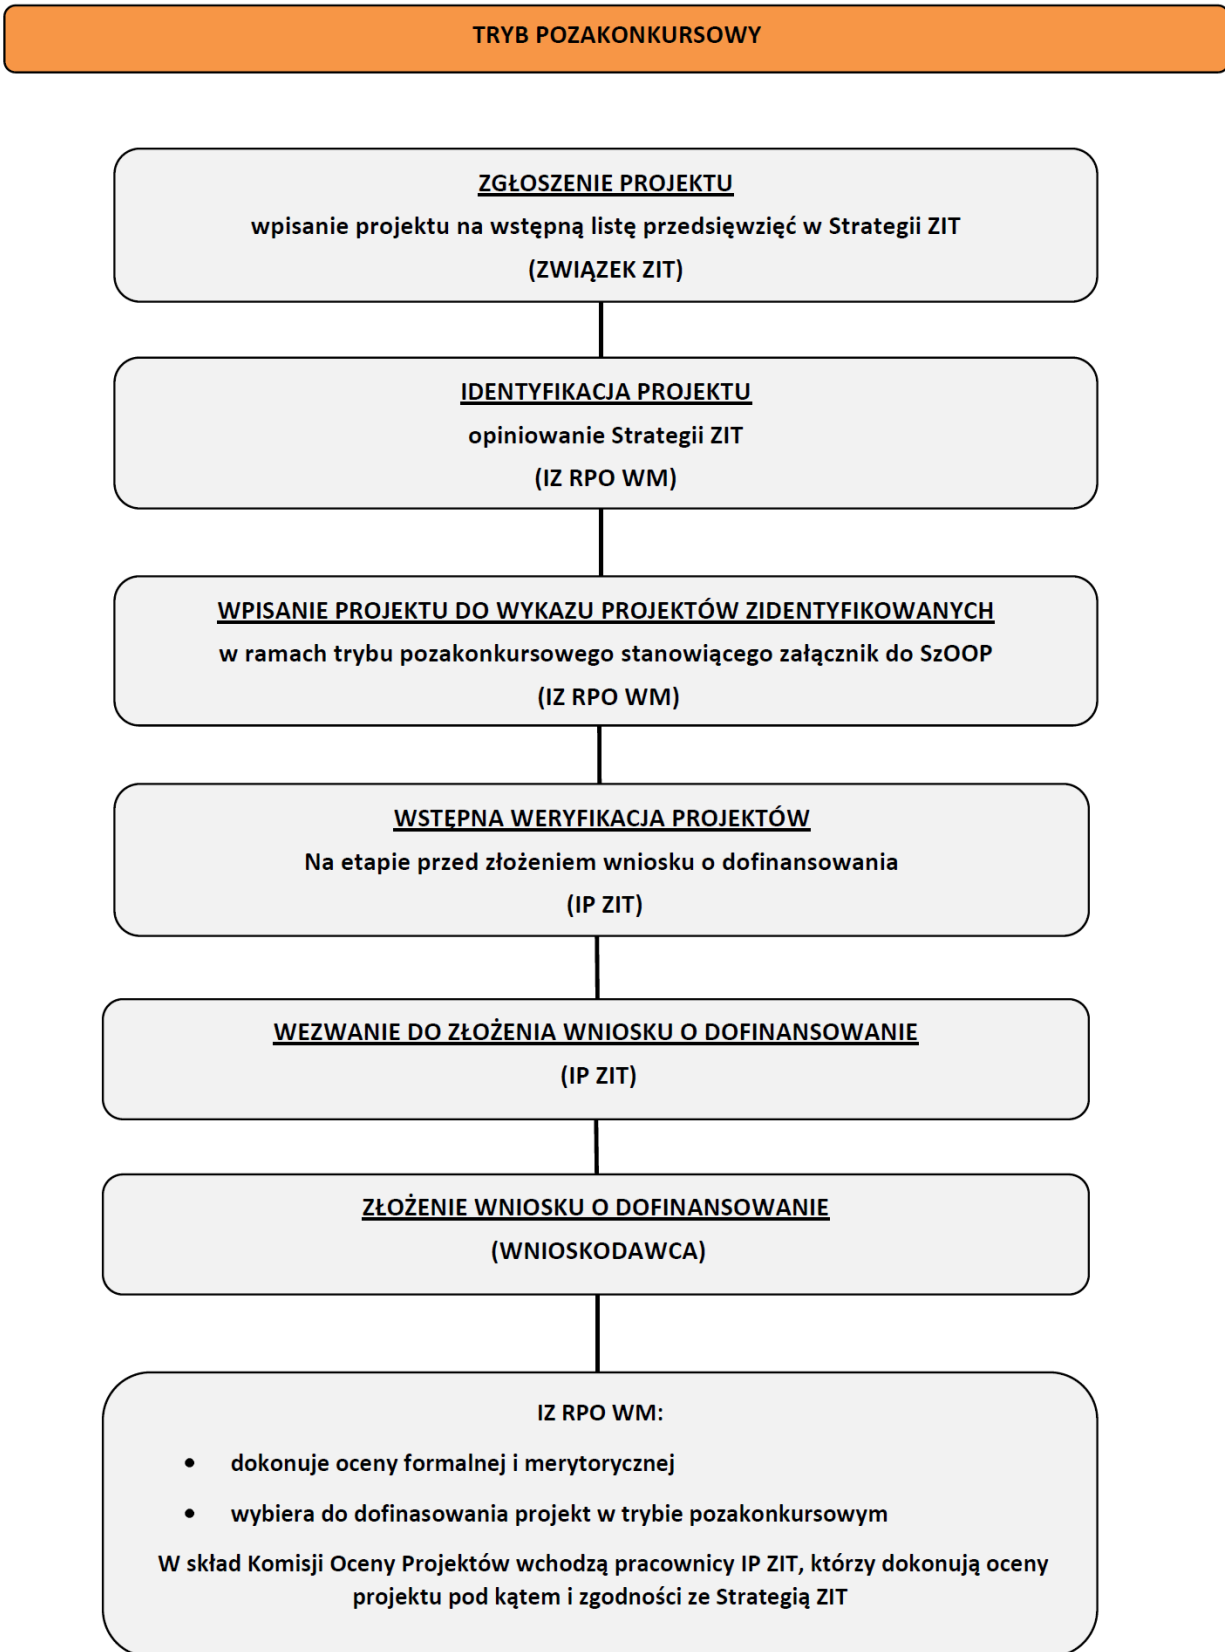 TRYB POZAKONKURSOWY
ZGŁOSZENIE PROJEKTU
wpisanie projektu na wstępną listę przedsięwzięć w Strategii ZIT
(ZWIĄZEK ZIT)
IDENTYFIKACJA PROJEKTU
opiniowanie Strategii ZIT
(IZ RPO WM)
WPISANIE PROJEKTU DO WYKAZU PROJEKTÓW ZIDENTYFIKOWANYCH
w ramach trybu pozakonkursowego stanowiącego załącznik do SzOOP
(IZ RPO WM)
WSTĘPNA WERYFIKACJA PROJEKTÓW
Na etapie przed złożeniem wniosku o dofinansowania
(IP ZIT)
WEZWANIE DO ZŁOŻENIA WNIOSKU O DOFINANSOWANIE
(IP ZIT)
ZŁOŻENIE WNIOSKU O DOFINANSOWANIE
(WNIOSKODAWCA)
IZ RPO WM:
• dokonuje oceny formalnej i merytorycznej
• wybiera do dofinasowania projekt w trybie pozakonkursowym
W skład Komisji Oceny Projektów wchodzą pracownicy IP ZIT, którzy dokonują oceny
projektu pod kątem i zgodności ze Strategią ZIT